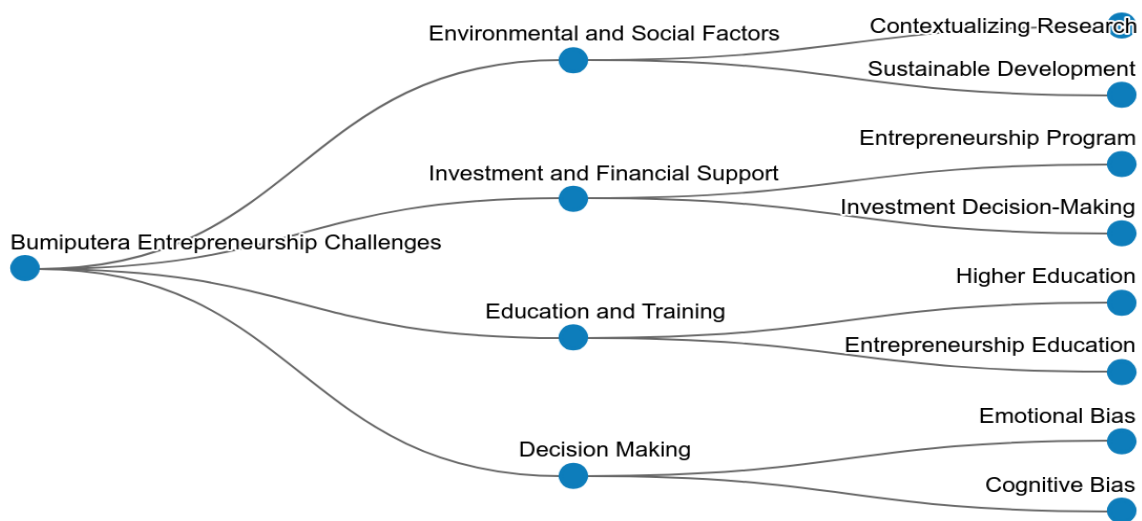 Environmental and Social Factors
Contextualizing Research
Sustainable Development
Entrepreneurship Program
Investment and Financial Support
Investment Decision-Making
Bumiputera Entrepreneurship Challenges
Higher Education
Education and Training
Entrepreneurship Education
Emotional Bias
Decision Making
Cognitive Bias